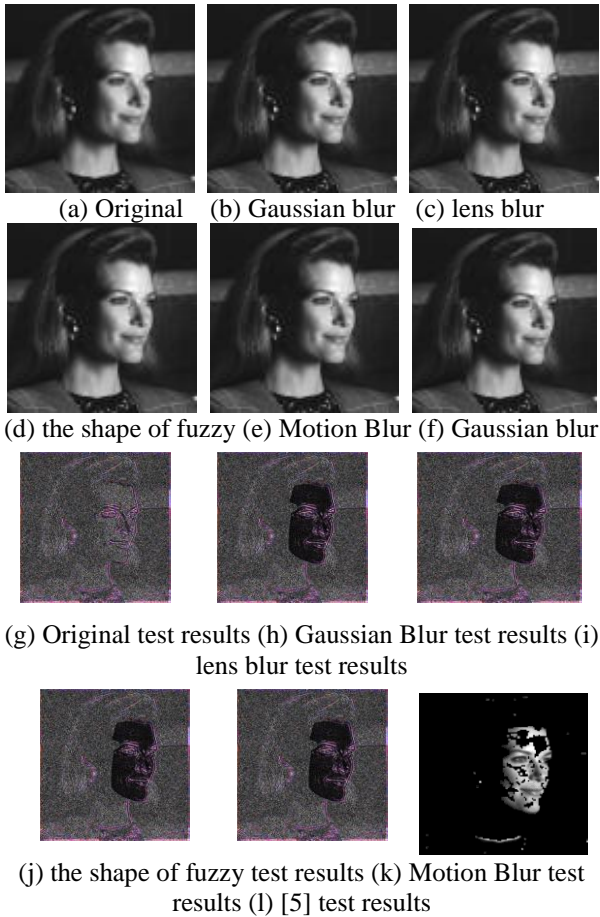 (a) Original (b) Gaussian blur (c) lens blur
(d) the shape of fuzzy (e) Motion Blur (f) Gaussian blur
(g) Original test results (h) Gaussian Blur test results (i)
lens blur test results
(j) the shape of fuzzy test results (k) Motion Blur test
results (l) [5] test results